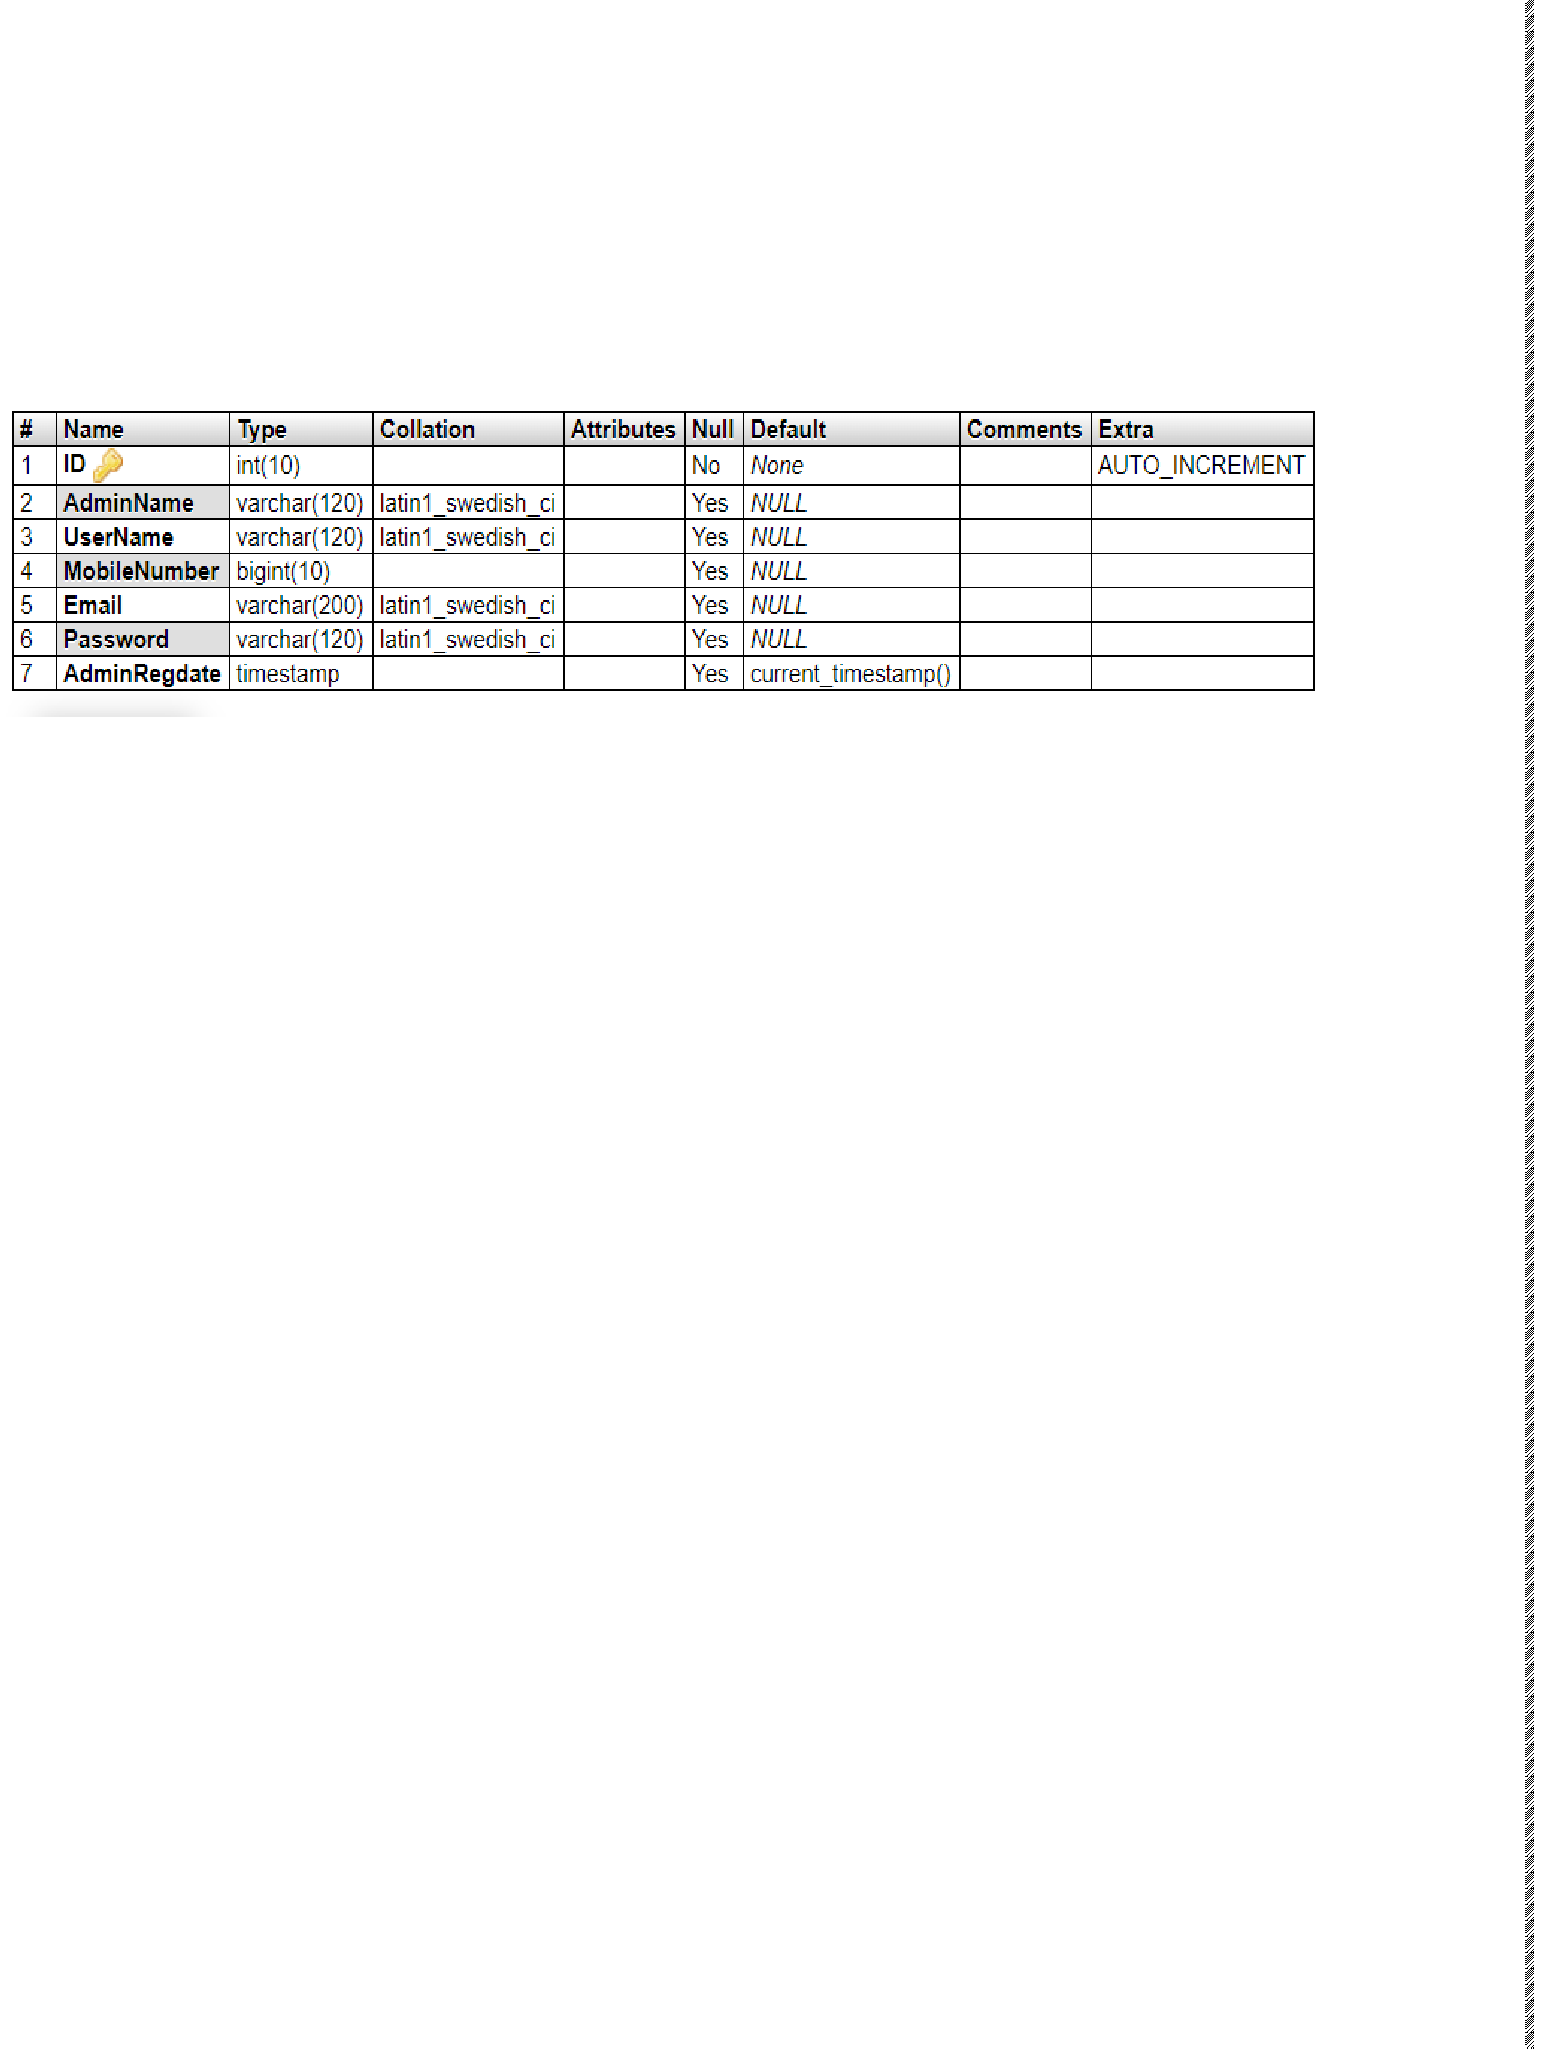 # Name Type Collation Attributes Null Default Comments Extra
1 ID int(10) No None AUTO_INCREMENT
2 AdminName varchar(120) latin1_swedish_ci Yes NULL
3 UserName varchar(120) latin1_swedish_ci Yes NULL
4 MobileNumber bigint(10) Yes NULL
5 Email varchar(200) latin1_swedish_ci Yes NULL
6 Password varchar(120) latin1_swedish_ci Yes NULL
7 AdminRegdate timestamp Yes current_timestamp()